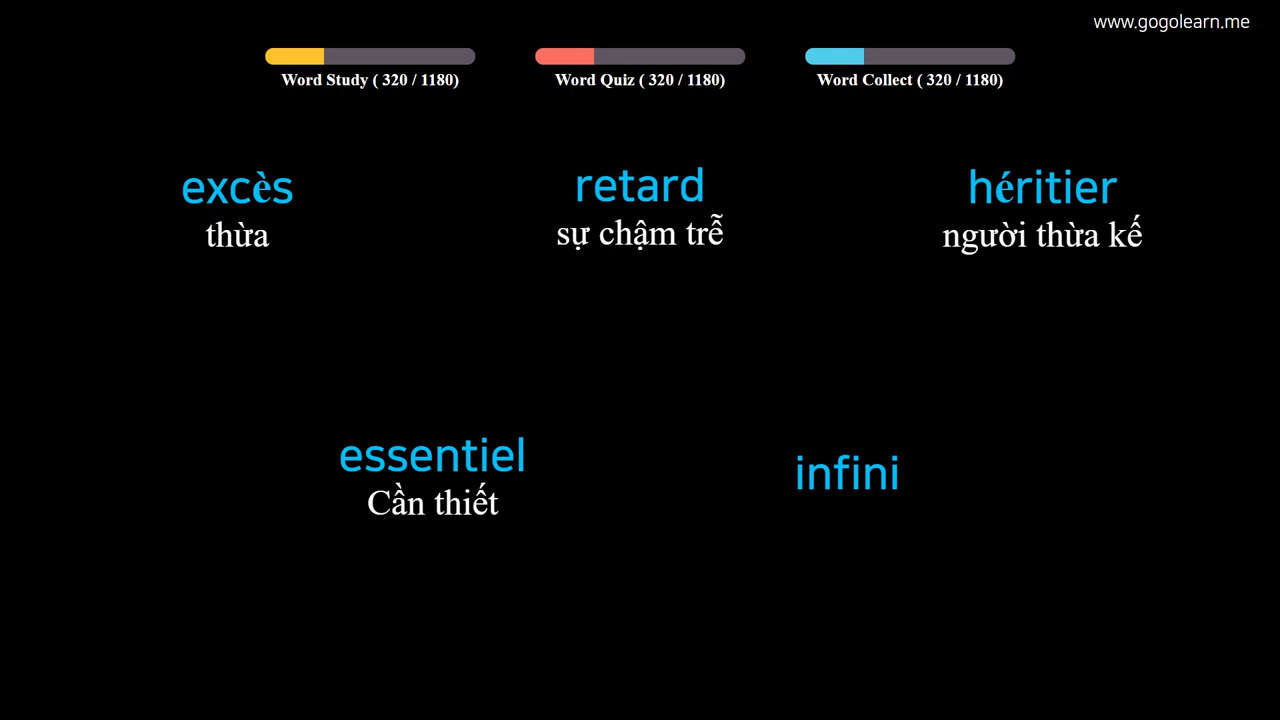 www.gogolearn.me
Word Study ( 320 / 1180)
Word Quiz ( 320 / 1180)
Word Collect ( 320 / 1180)
excès
thừa
retard
sự chậm trễ
héritier
người thừa kế
essentiel
Cần thiết
infini